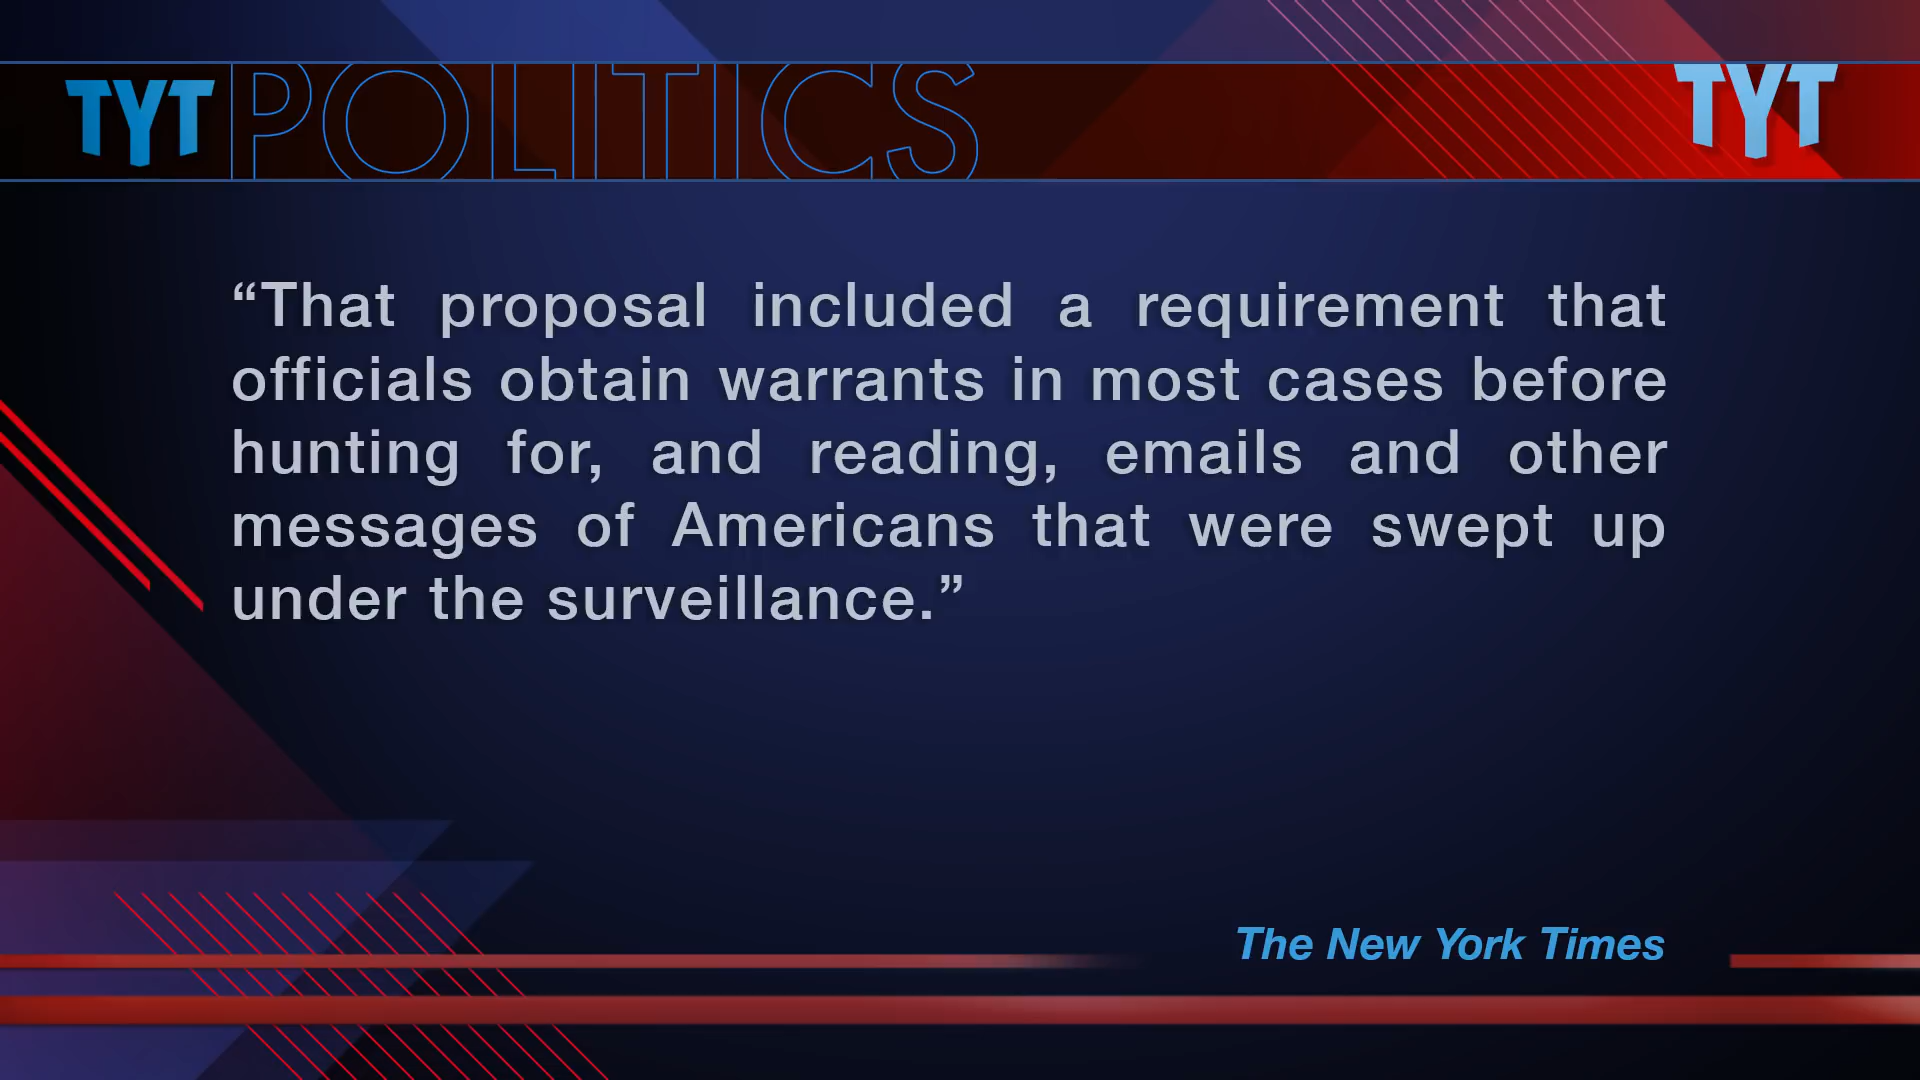 TYT POLITICS
TYT
“That proposal included a requirement that
officials obtain warrants in most cases before
hunting for, and reading, emails and other
messages of Americans that were swept up
under the surveillance.”
The New York Times